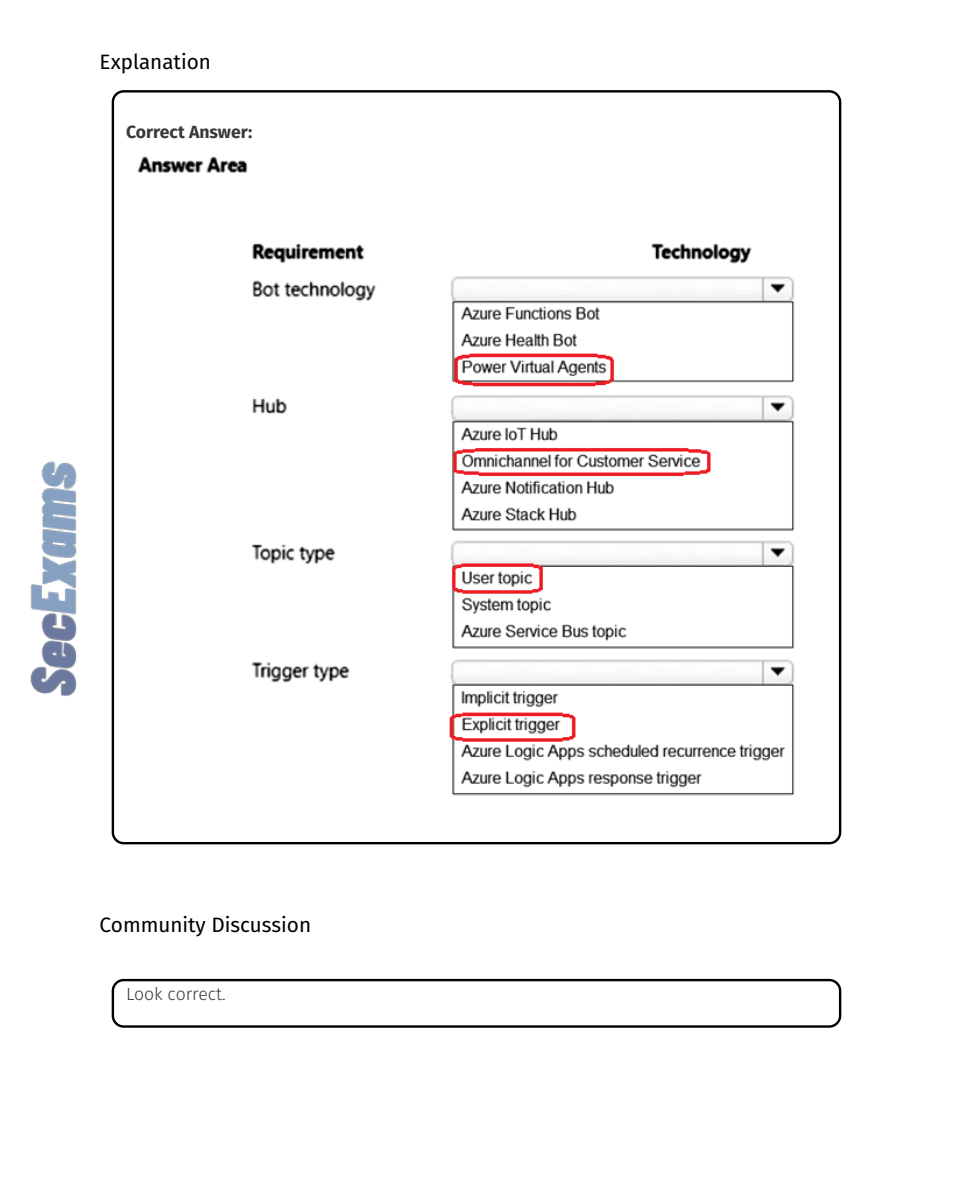 Explanation
Correct Answer:
Answer Area
Requirement Technology
Bot technology
Azure Functions Bot
Azure Health Bot
Power Virtual Agents
Hub
Azure IoT Hub
Omnichannel for Customer Service
Azure Notification Hub
Azure Stack Hub
Topic type
User topic
System topic
Azure Service Bus topic
Trigger type
Implicit trigger
Explicit trigger
Azure Logic Apps scheduled recurrence trigger
Azure Logic Apps response trigger
SecExams
Community Discussion
Look correct.